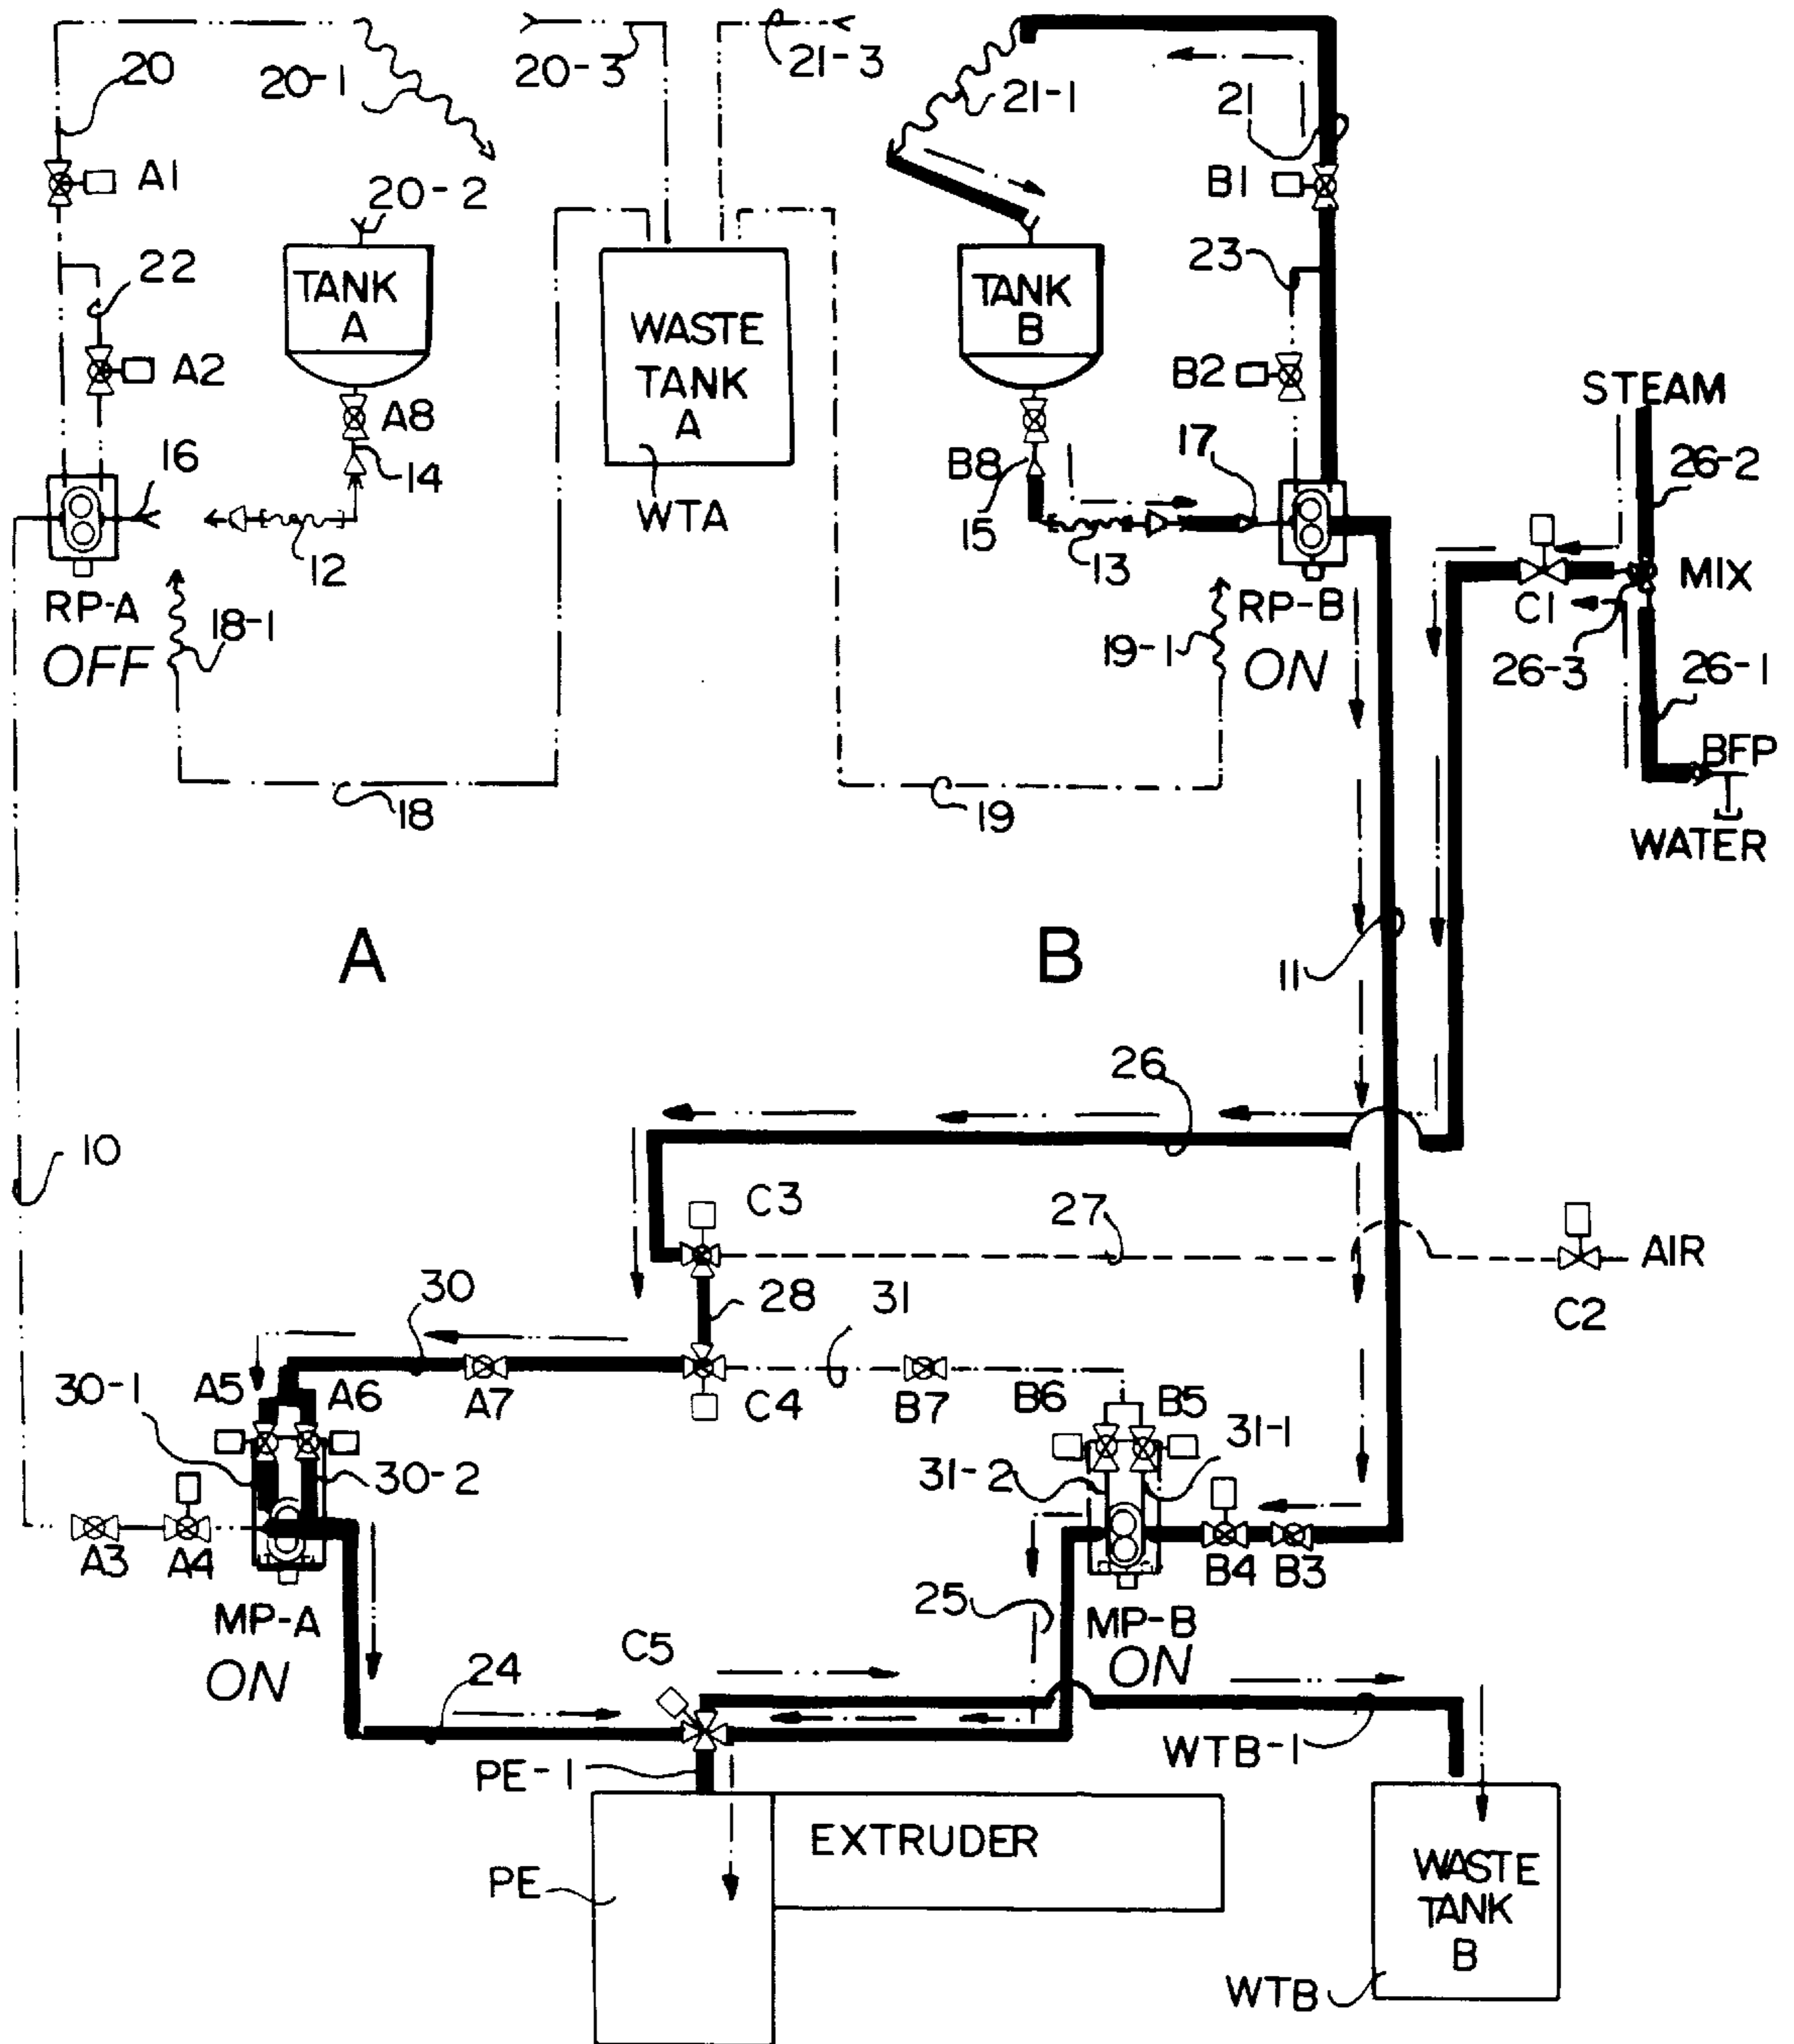 20
20-1
20-3
21-3
21-1
21
A1
20-2
B1
22
TANK
A
WASTE
TANK
A
TANK
B
23
A2
B2
STEAM
A8
16
14
WTA
B8
17
26-2
15
12
13
C1
MIX
RP-A
18-1
OFF
RP-B
19-1
ON
26-3
26-1
BFP
18
19
WATER
A
B
11
26
10
C3
27
AIR
28
C2
30
31
30-1
A5
A6
A7
C4
B7
B6
B5
31-1
30-2
31-2
A3
A4
B4
B3
MP-A
25
MP-B
C5
ON
24
ON
PE-1
WTB-1
EXTRUDER
PE
WASTE
TANK
B
WTB